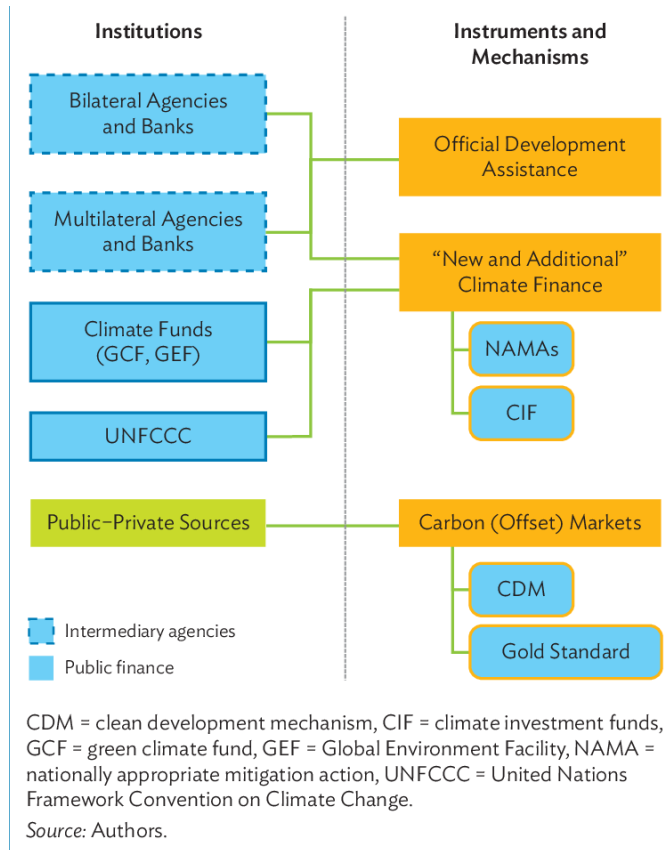 Institutions
Instruments and
Mechanisms
Bilateral Agencies
and Banks
Official Development
Assistance
Multilateral Agencies
and Banks
“New and Additional”
Climate Finance
Climate Funds
(GCF, GEF)
NAMAs
CIF
UNFCCC
Public–Private Sources
Carbon (Offset) Markets
CDM
Gold Standard
Intermediary agencies
Public finance
CDM = clean development mechanism, CIF = climate investment funds,
GCF = green climate fund, GEF = Global Environment Facility, NAMA =
nationally appropriate mitigation action, UNFCCC = United Nations
Framework Convention on Climate Change.
Source: Authors.